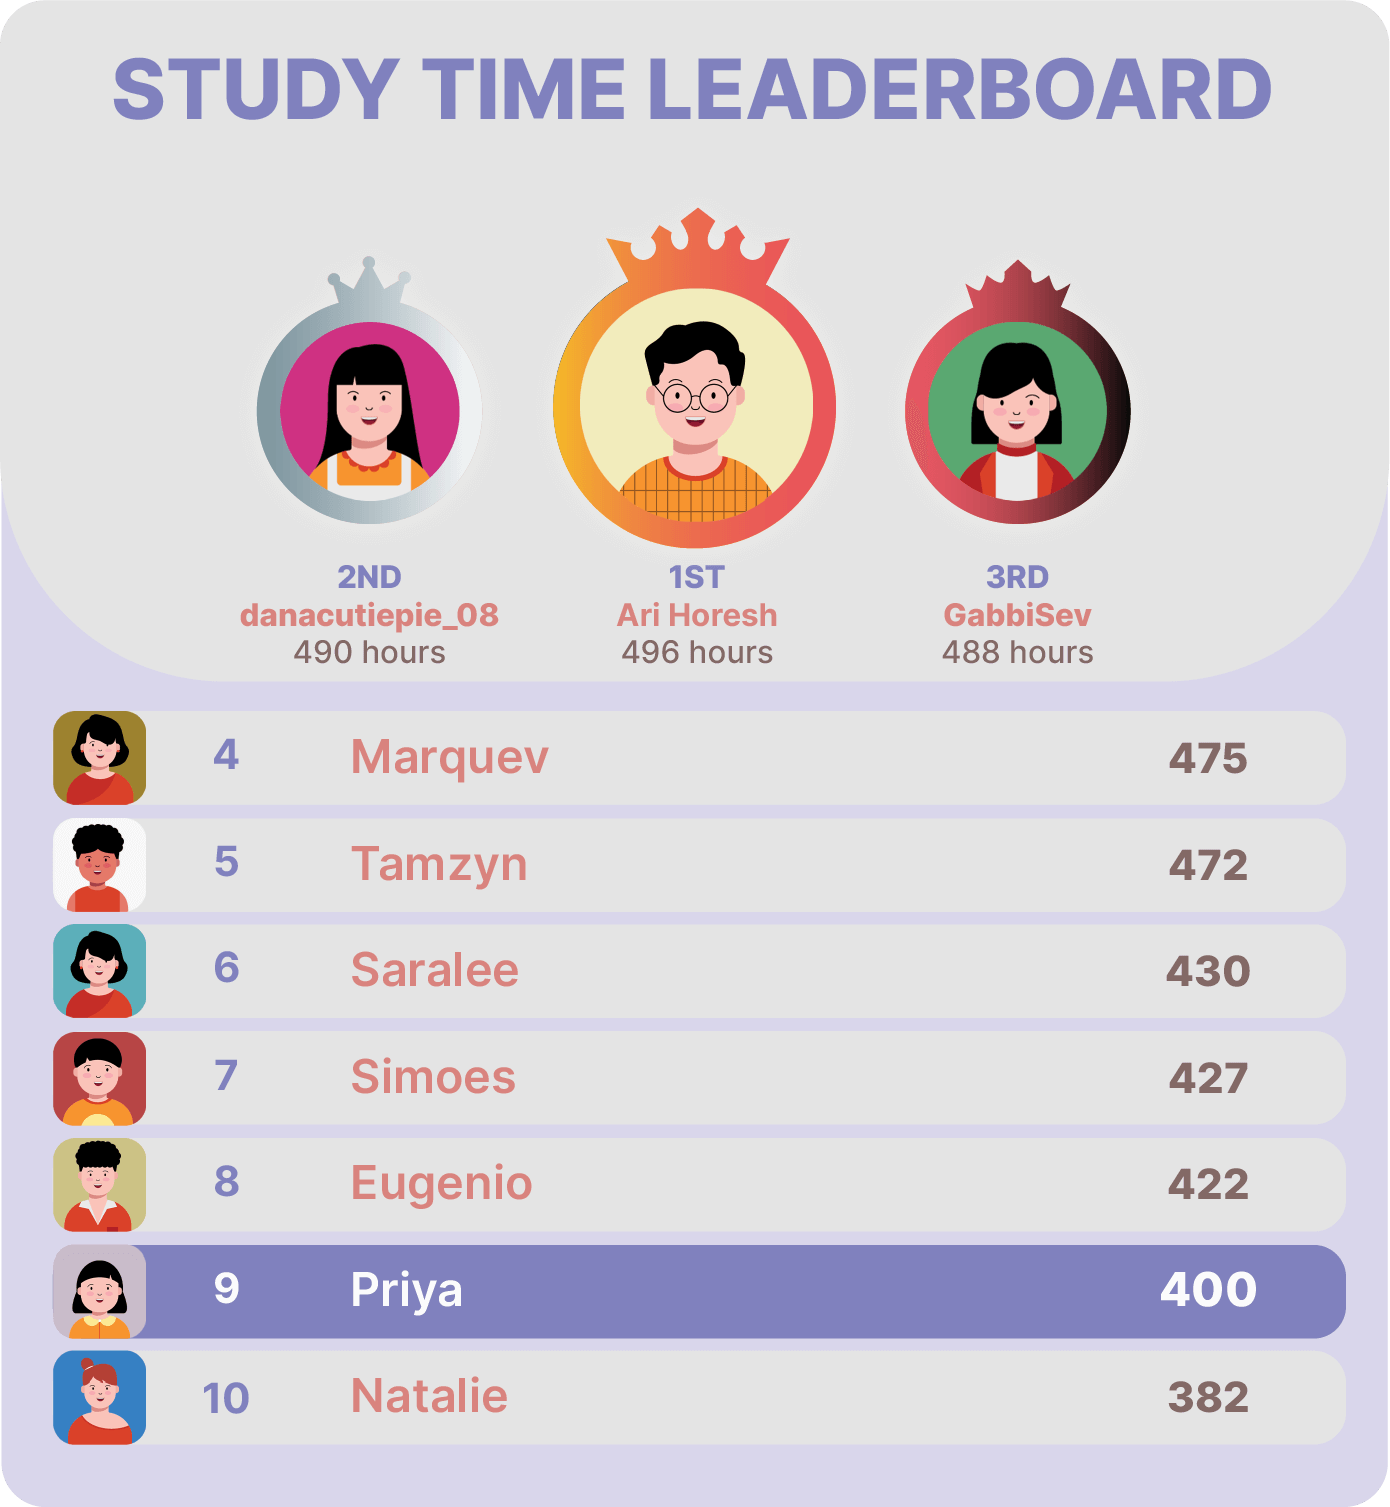 STUDY TIME LEADERBOARD
2ND
danacutiepie_08
490 hours
1ST
Ari Horesh
496 hours
3RD
GabbiSev
488 hours
4 Marquev 475
5 Tamzyn 472
6 Saralee 430
7 Simoes 427
8 Eugenio 422
9 Priya 400
10 Natalie 382